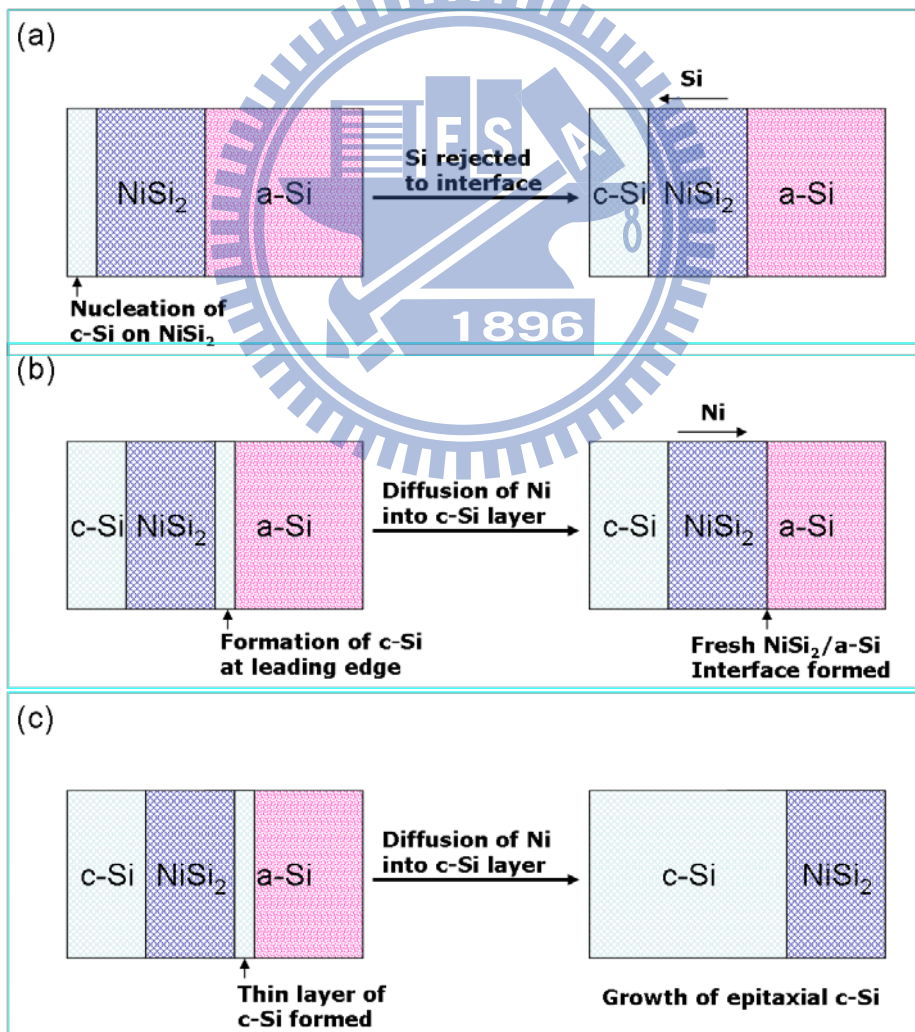 (a)
Si
NiSi₂
a-Si
Si rejected
to interface
c-Si
NiSi₂
a-Si
Nucleation of
c-Si on NiSi₂
E S A
1896
(b)
Ni
c-Si
NiSi₂
a-Si
Diffusion of Ni
into c-Si layer
c-Si
NiSi₂
a-Si
Formation of c-Si
at leading edge
Fresh NiSi₂/a-Si
Interface formed
(c)
c-Si
NiSi₂
a-Si
Diffusion of Ni
into c-Si layer
c-Si
NiSi₂
Thin layer of
c-Si formed
Growth of epitaxial c-Si